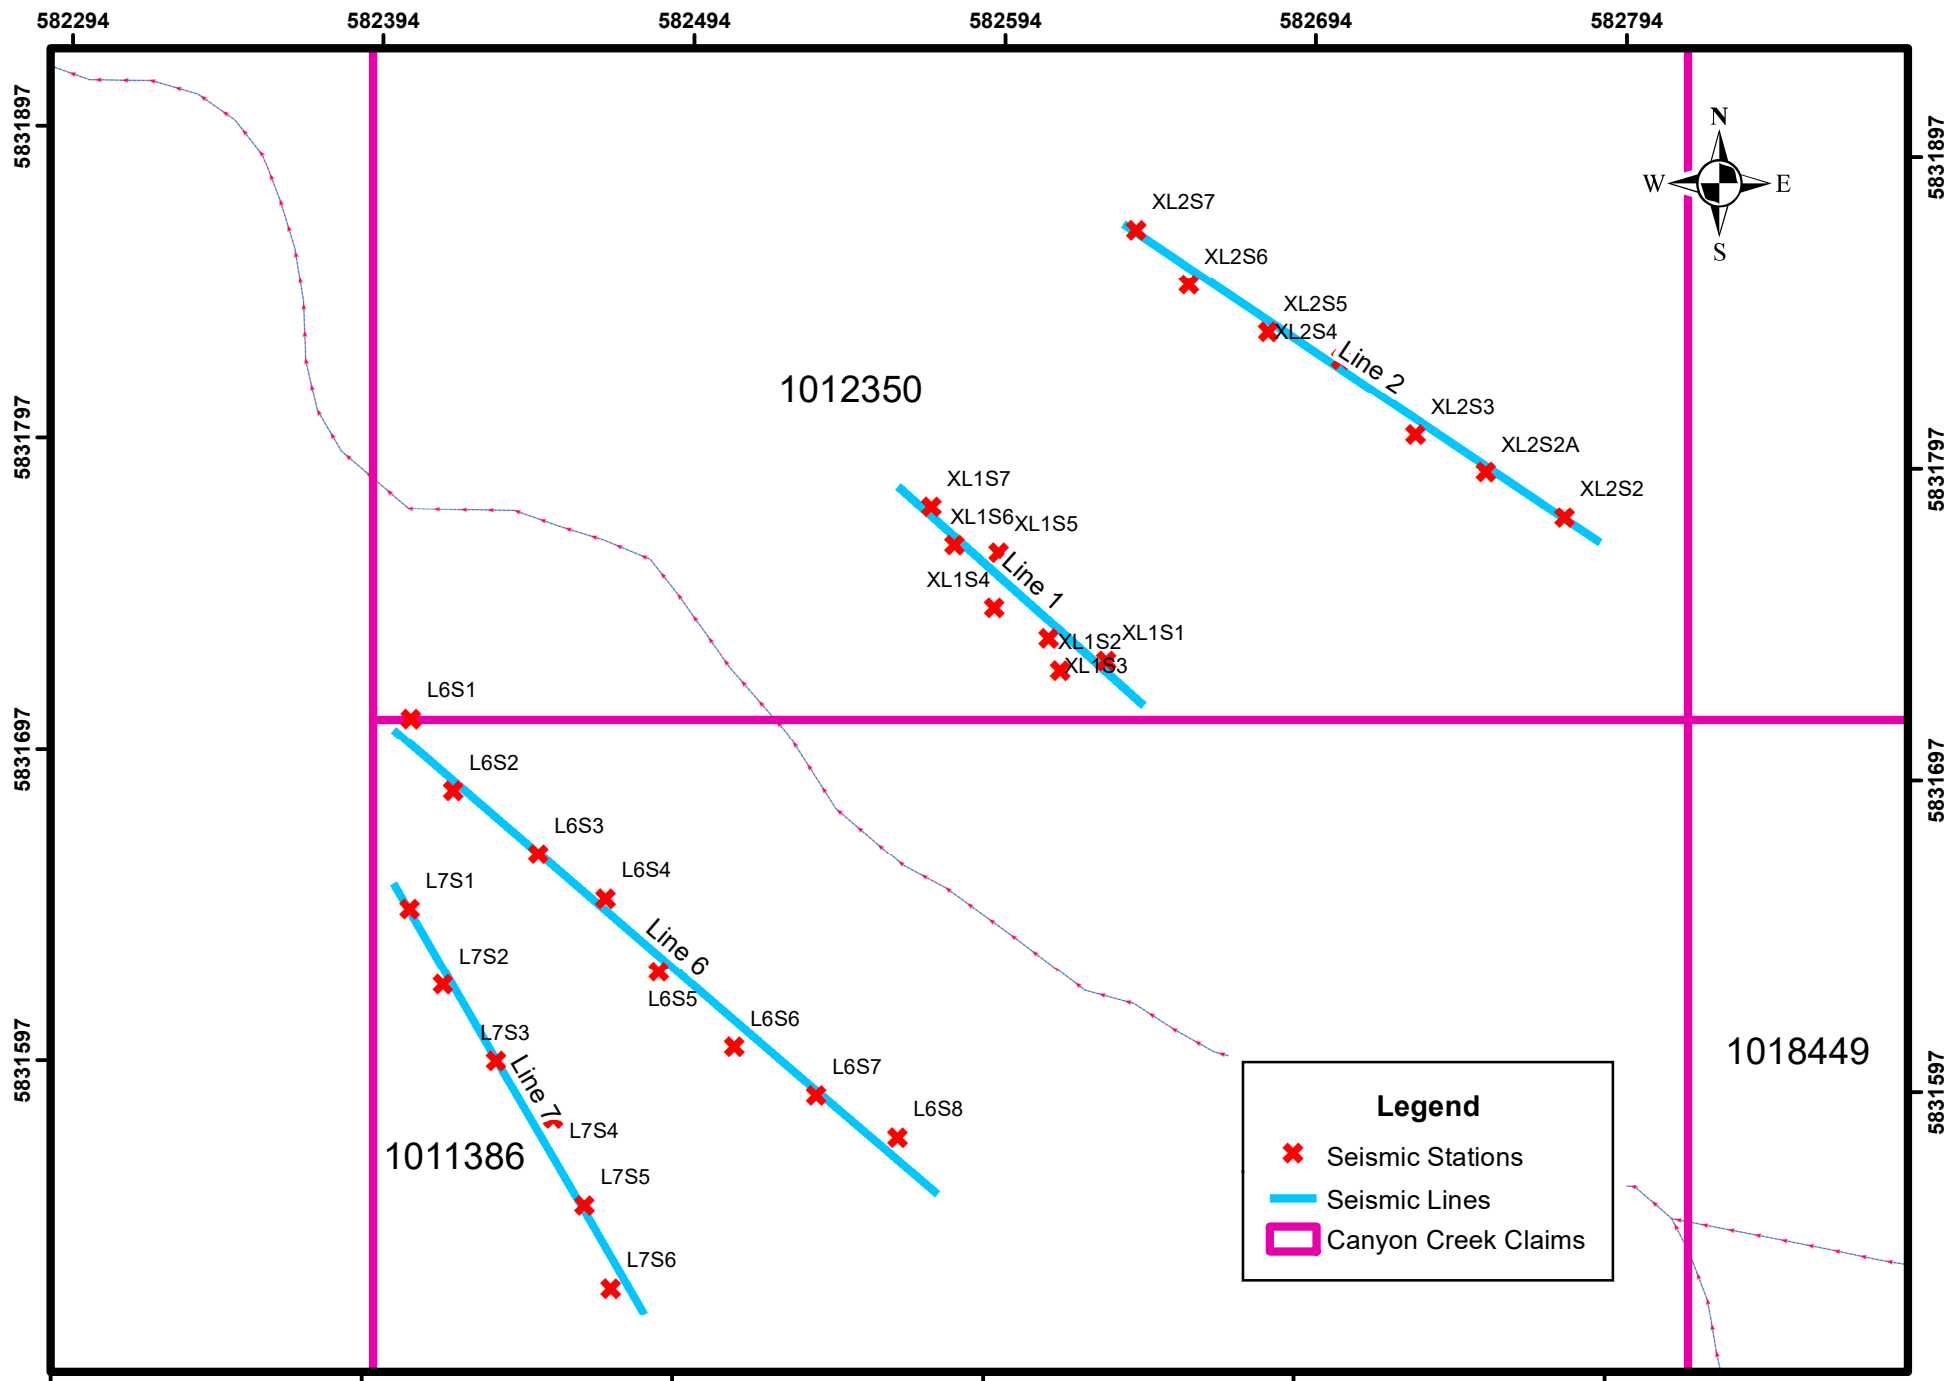 582294 582394 582494 582594 582694 582794
5831897 5831897
N
W E
S
XL2S7
XL2S6
XL2S5
XL2S4
Line 2
1012350
XL2S3
5831797 5831797
XL2S2A
XL2S2
XL1S7
XL1S6
XL1S5
XL1S4
Line 1
XL1S1
XL1S2
XL1S3
L6S1
5831697 5831697
L6S2
L6S3
L6S4
L7S1
Line 6
L7S2
L6S5
L6S6
L7S3
5831597 5831597
1018449
L6S7
Line 7
L6S8
L7S4
1011386
L7S5
L7S6
Legend
Seismic Stations
Seismic Lines
Canyon Creek Claims